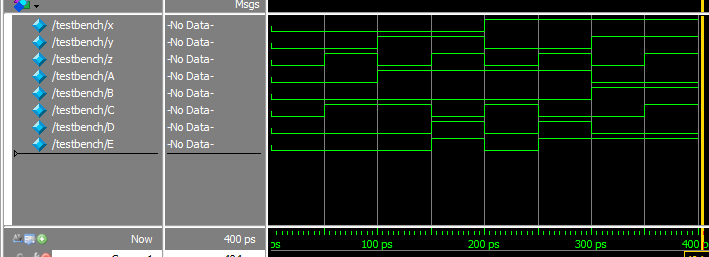 Msgs
/testbench/x -No Data-
/testbench/y -No Data-
/testbench/z -No Data-
/testbench/A -No Data-
/testbench/B -No Data-
/testbench/C -No Data-
/testbench/D -No Data-
/testbench/E -No Data-
Now 400 ps ps 100 ps 200 ps 300 ps 400